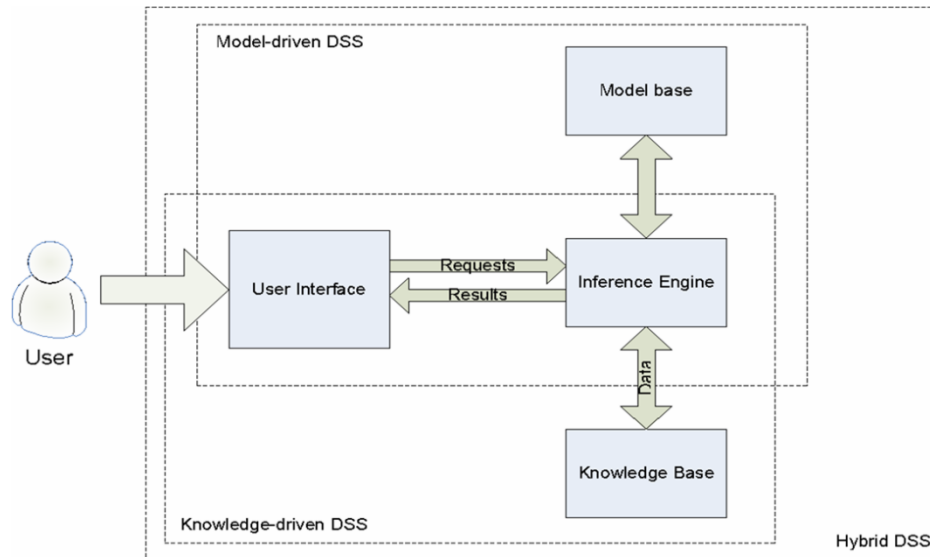 Model-driven DSS
Model base
Requests
User Interface
Inference Engine
Results
User
Data
Knowledge Base
Knowledge-driven DSS
Hybrid DSS